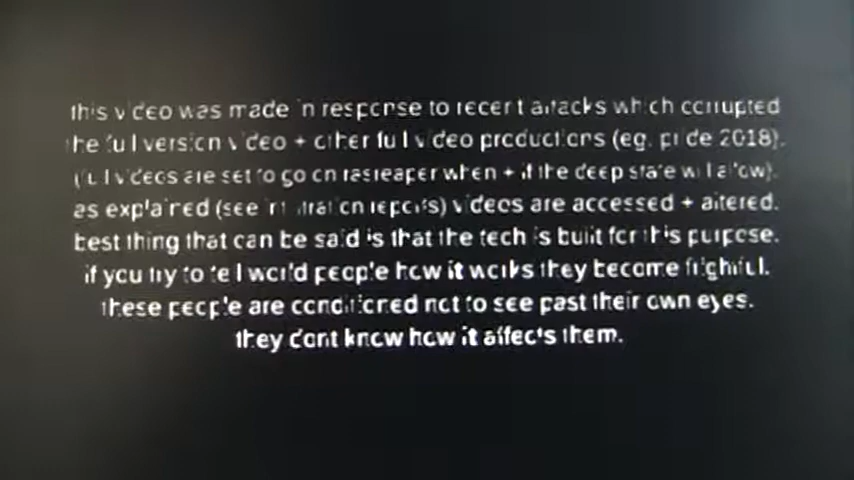 this video was made in response to recent attacks which corrupted
the full version video + other full video productions (eg. pride 2018).
full videos are set to go on rasreaper when + if the deep state will allow).
as explained (see infiltration reports) videos are accessed + altered.
best thing that can be said is that the tech is built for this purpose.
if you try to tell world people how it works they become frightful.
these people are conditioned not to see past their own eyes.
they dont know how it affects them.